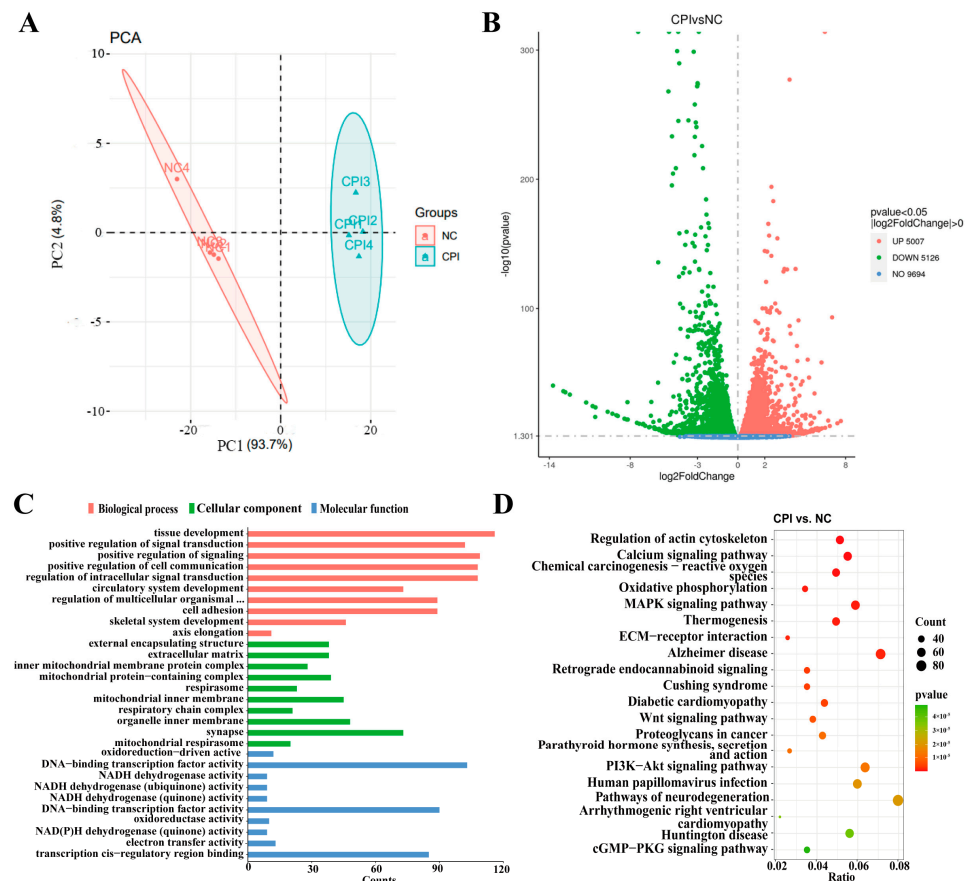 A
PCA
10
5
0
-5
-10
-20
0
20
PC2 (4.8%)
PC1 (93.7%)
NC4
CPI3
CPI2
CPI4
Groups
NC
CPI
B
CPIvsNC
300
200
100
1.301
-14
-8
-3
0
2
8
-log10(pvalue)
log2FoldChange
pvalue<0.05
|log2FoldChange|>0
UP 5007
DOWN 5126
NO 9694
C
Biological process
Cellular component
Molecular function
tissue development
positive regulation of signal transduction
positive regulation of signaling
positive regulation of cell communication
regulation of intracellular signal transduction
circulatory system development
regulation of multicellular organismal ...
cell adhesion
skeletal system development
axis elongation
external encapsulating structure
extracellular matrix
inner mitochondrial membrane protein complex
mitochondrial protein-containing complex
respirasome
mitochondrial inner membrane
respiratory chain complex
organelle inner membrane
synapse
mitochondrial respirasome
oxidoreduction-driven active
DNA-binding transcription factor activity
NADH dehydrogenase activity
NADH dehydrogenase (ubiquinone) activity
NADH dehydrogenase (quinone) activity
DNA-binding transcription factor activity
oxidoreductase activity
NAD(P)H dehydrogenase (quinone) activity
electron transfer activity
transcription cis-regulatory region binding
0
30
60
90
120
Counts
D
CPI vs. NC
Regulation of actin cytoskeleton
Calcium signaling pathway
Chemical carcinogenesis - reactive oxygen
species
Oxidative phosphorylation
MAPK signaling pathway
Thermogenesis
ECM-receptor interaction
Alzheimer disease
Retrograde endocannabinoid signaling
Cushing syndrome
Diabetic cardiomyopathy
Wnt signaling pathway
Proteoglycans in cancer
Parathyroid hormone synthesis, secretion
and action
PI3K-Akt signaling pathway
Human papillomavirus infection
Pathways of neurodegeneration
Arrhythmogenic right ventricular
cardiomyopathy
Huntington disease
cGMP-PKG signaling pathway
0.02
0.04
0.06
0.08
Ratio
Count
40
60
80
pvalue